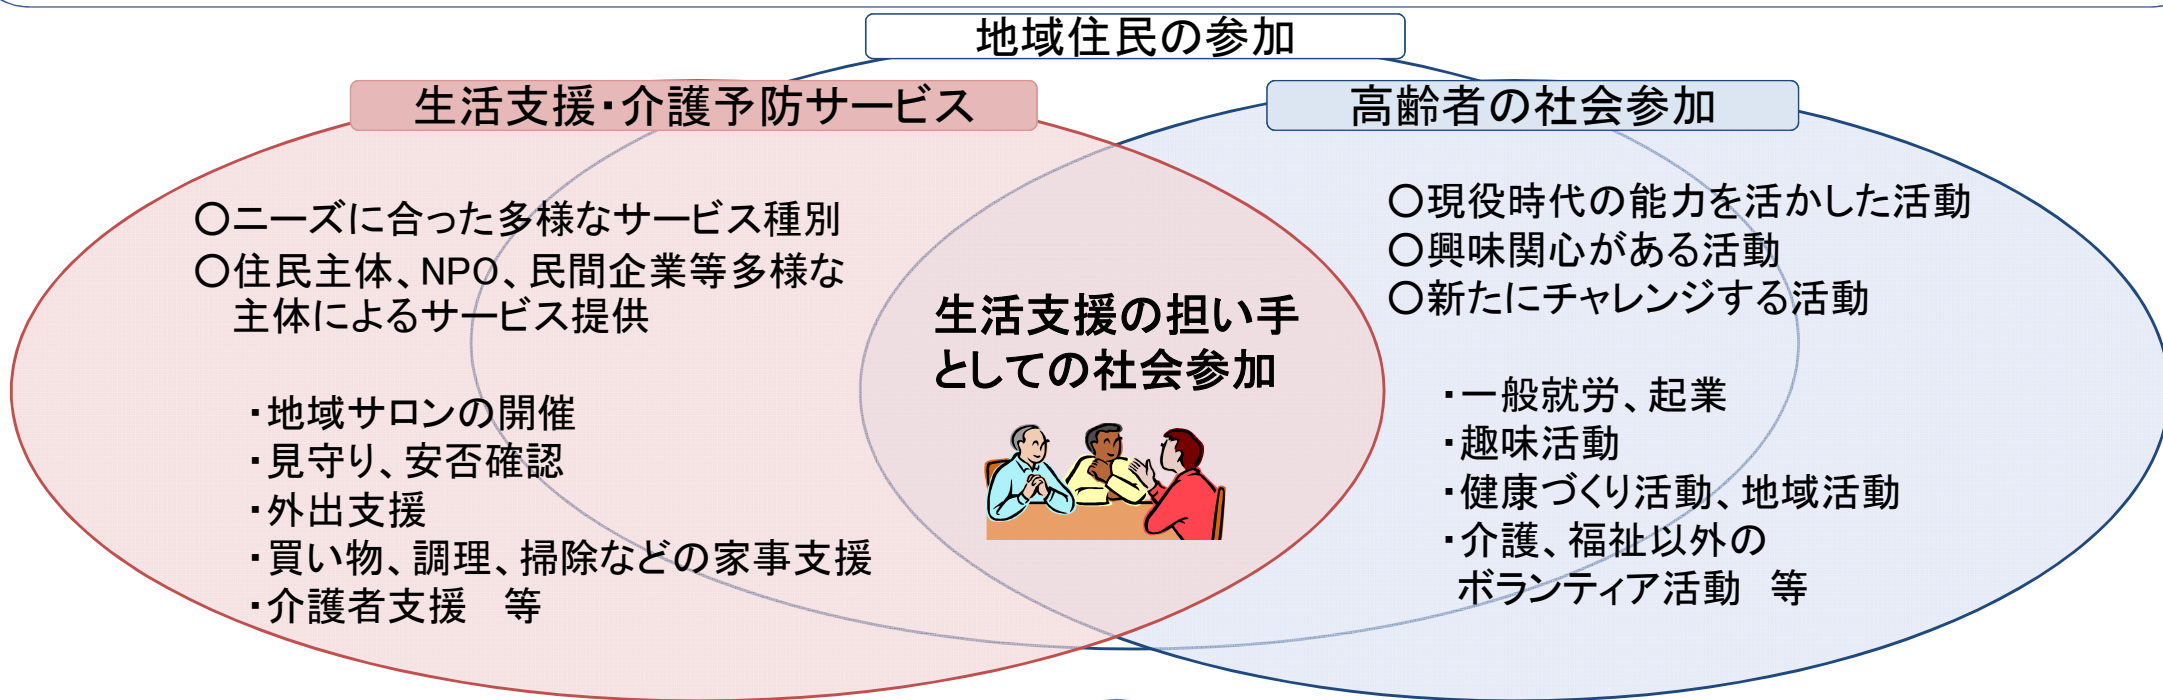 地域住民の参加
生活支援・介護予防サービス
〇ニーズに合った多様なサービス種別
〇住民主体、NPO、民間企業等多様な
主体によるサービス提供
・地域サロンの開催
・見守り、安否確認
・外出支援
・買い物、調理、掃除などの家事支援
・介護者支援　等
生活支援の担い手
としての社会参加
高齢者の社会参加
〇現役時代の能力を活かした活動
〇興味関心がある活動
〇新たにチャレンジする活動
・一般就労、起業
・趣味活動
・健康づくり活動、地域活動
・介護、福祉以外の
ボランティア活動　等